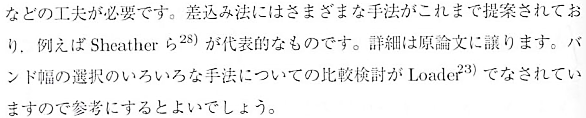 などの工夫が必要です。差込み法にはさまざまな手法がこれまで提案されてお
り，例えば Sheather ら28) が代表的なものです。詳細は原論文に譲ります。バ
ンド幅の選択のいろいろな手法についての比較検討が Loader23) でなされてい
ますので参考にするとよいでしょう。